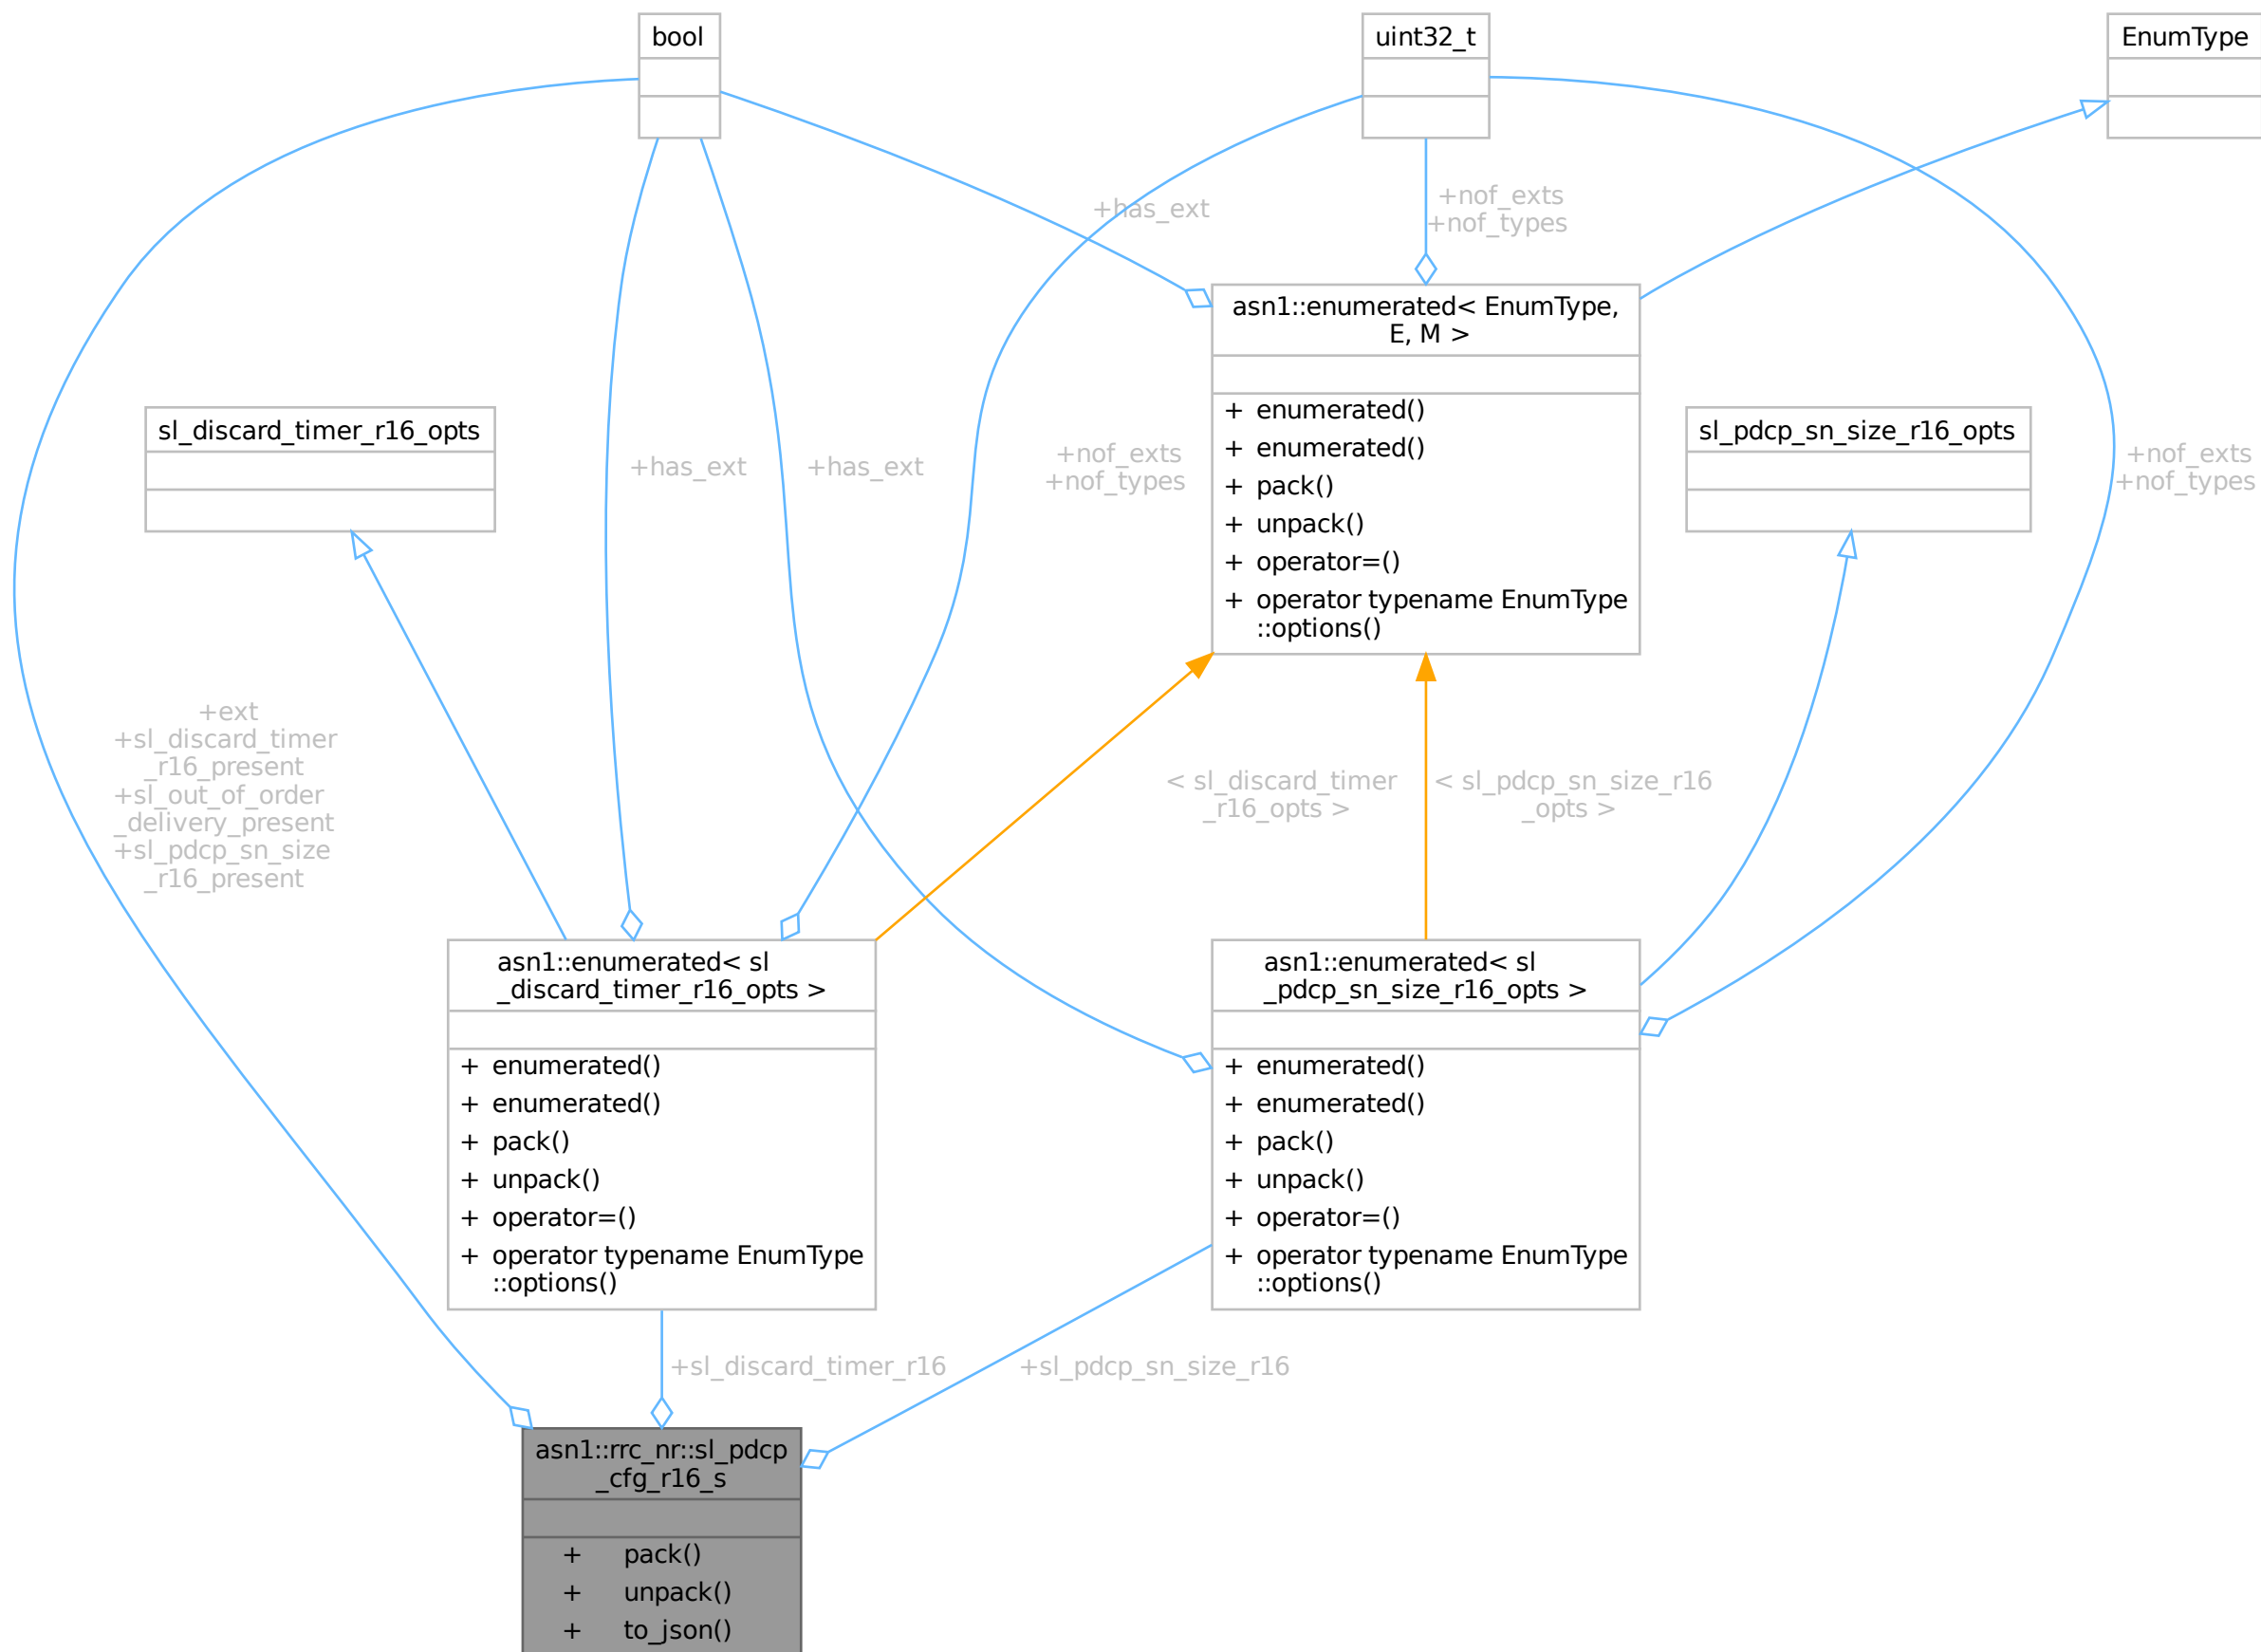 bool
uint32_t
EnumType
+has_ext
+nof_exts
+nof_types
asn1::enumerated< EnumType,
E, M >
+ enumerated()
+ enumerated()
+ pack()
+ unpack()
+ operator=()
+ operator typename EnumType
::options()
sl_discard_timer_r16_opts
+has_ext
+has_ext
+nof_exts
+nof_types
sl_pdcp_sn_size_r16_opts
+nof_exts
+nof_types
+ext
+sl_discard_timer
_r16_present
+sl_out_of_order
_delivery_present
+sl_pdcp_sn_size
_r16_present
< sl_discard_timer
_r16_opts >
< sl_pdcp_sn_size_r16
_opts >
asn1::enumerated< sl
_discard_timer_r16_opts >
+ enumerated()
+ enumerated()
+ pack()
+ unpack()
+ operator=()
+ operator typename EnumType
::options()
asn1::enumerated< sl
_pdcp_sn_size_r16_opts >
+ enumerated()
+ enumerated()
+ pack()
+ unpack()
+ operator=()
+ operator typename EnumType
::options()
+sl_discard_timer_r16
+sl_pdcp_sn_size_r16
asn1::rrc_nr::sl_pdcp
_cfg_r16_s
+ pack()
+ unpack()
+ to_json()